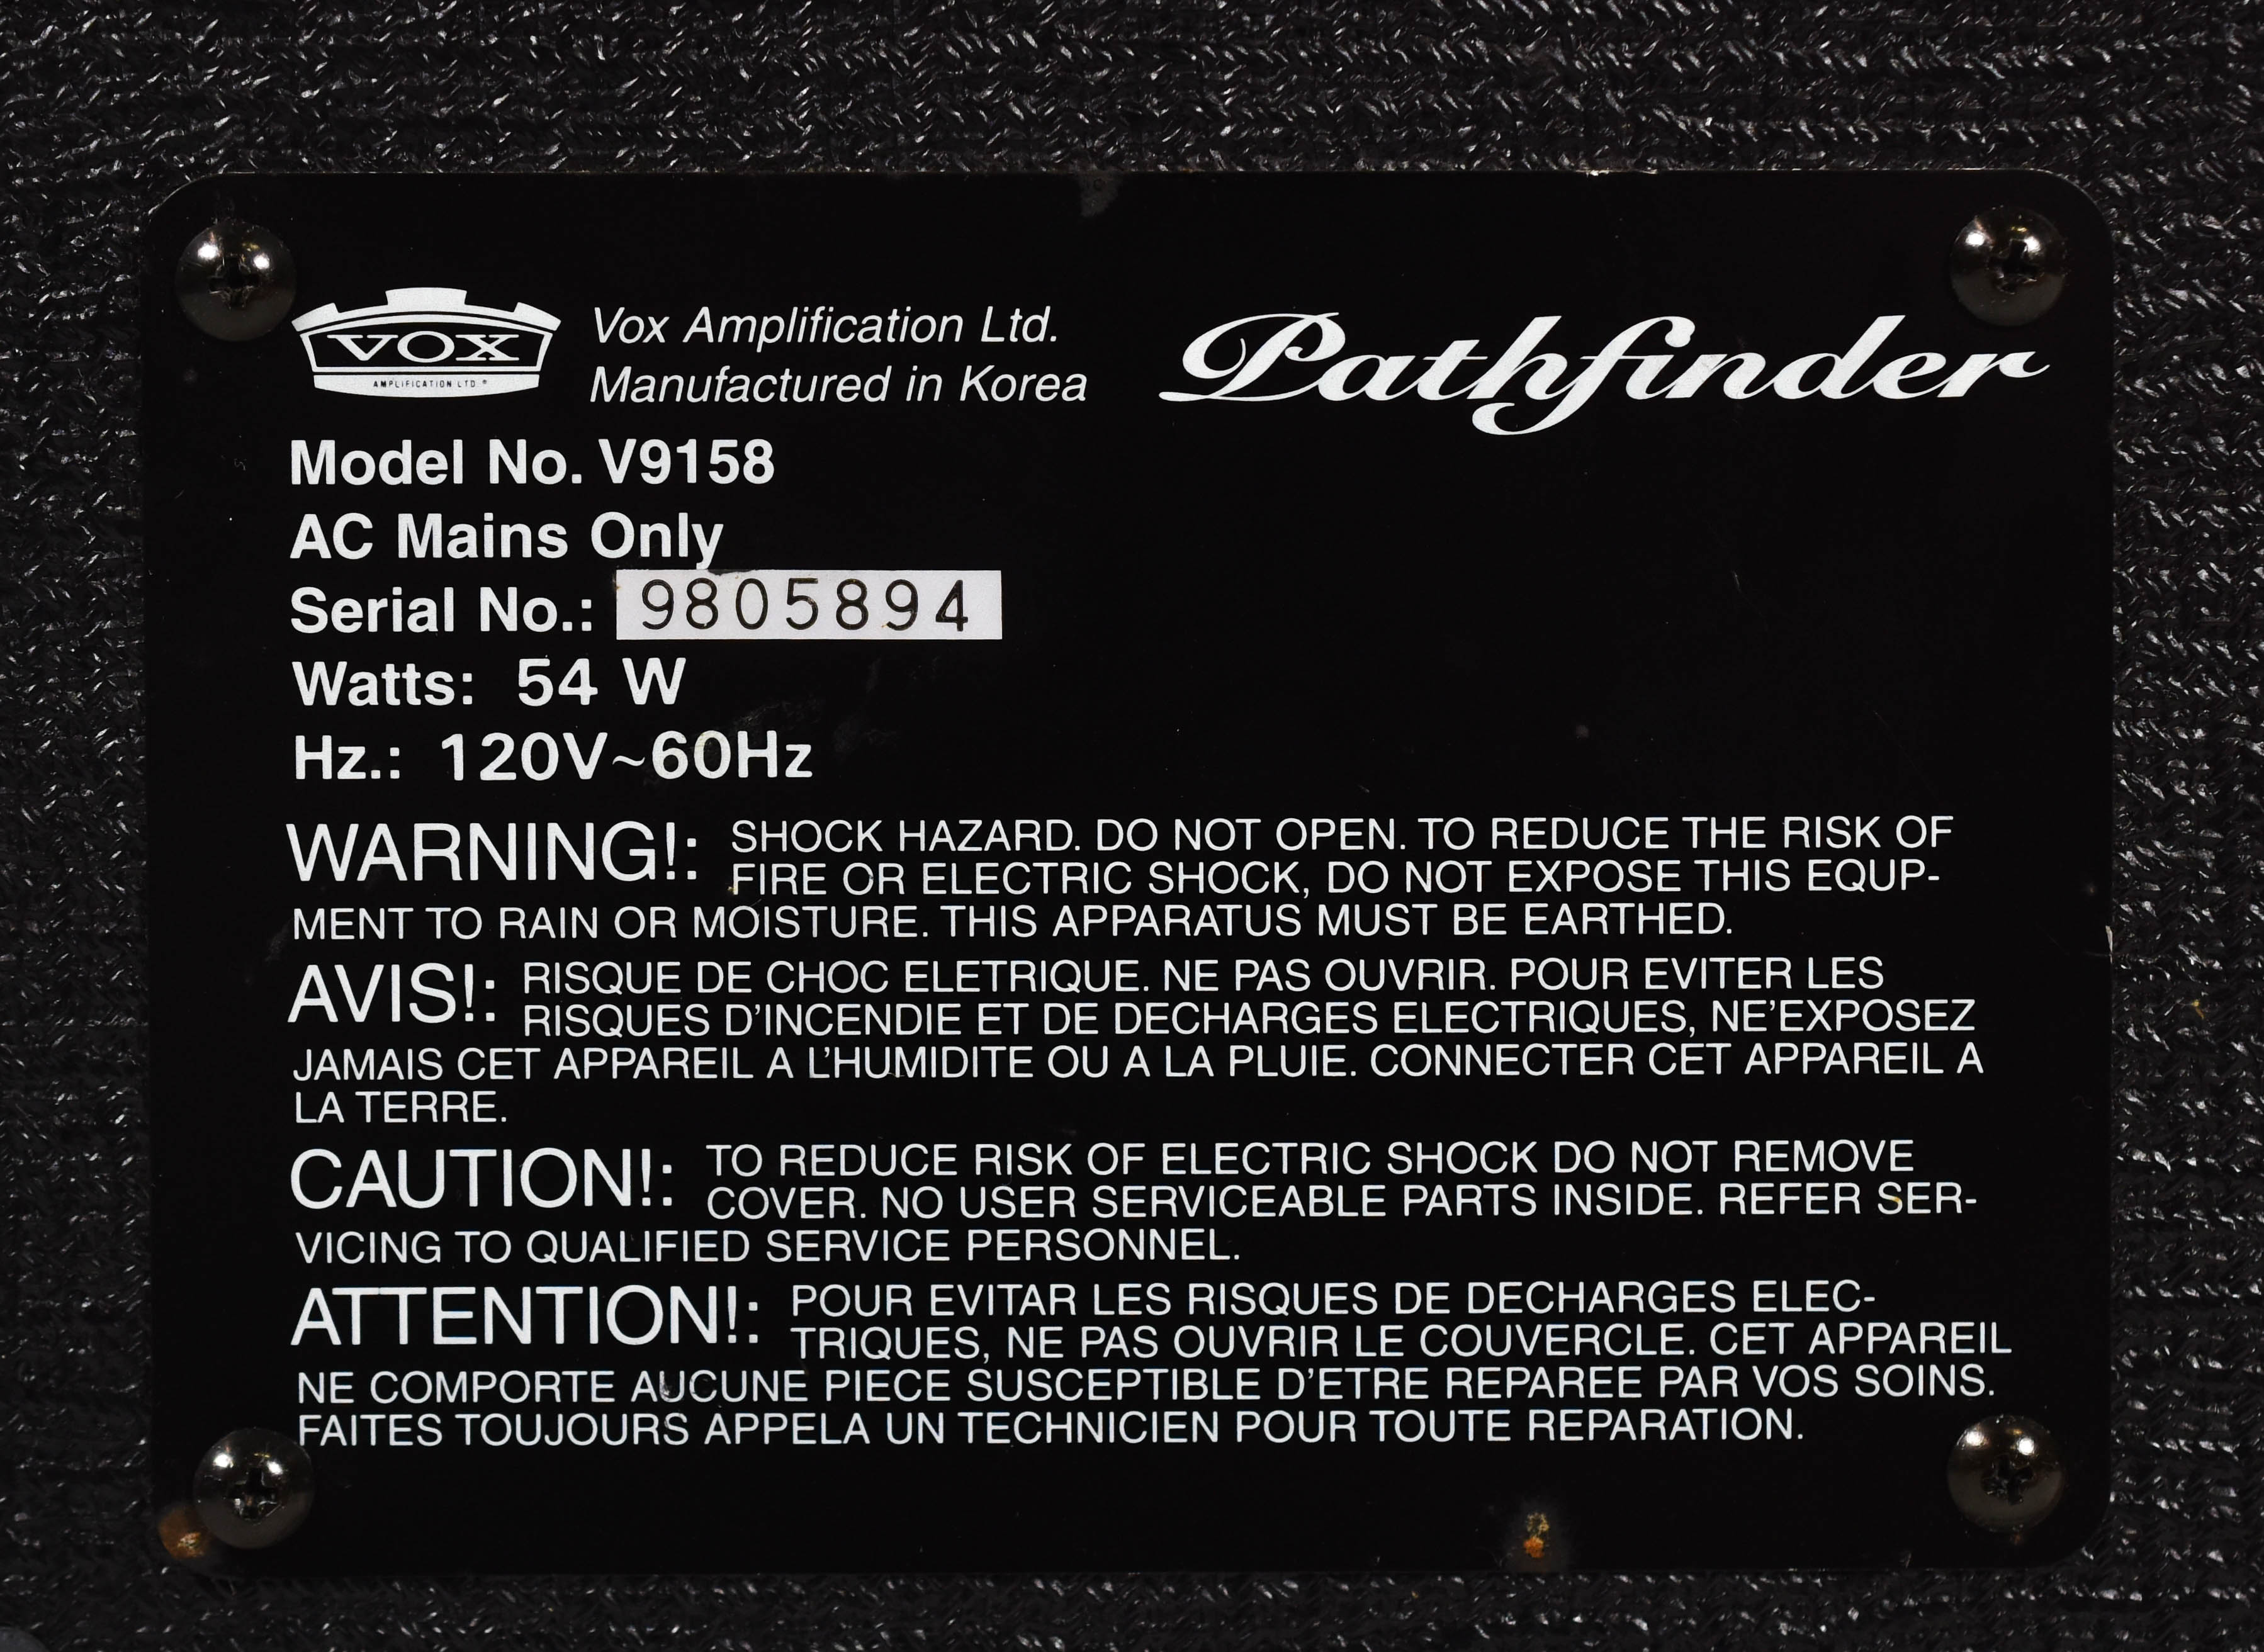 VOX
AMPLIFICATION LTD ®
Vox Amplification Ltd.
Manufactured in Korea
Pathfinder
Model No. V9158
AC Mains Only
Serial No.: 9805894
Watts: 54 W
Hz.: 120V~60Hz
WARNING!: SHOCK HAZARD. DO NOT OPEN. TO REDUCE THE RISK OF
FIRE OR ELECTRIC SHOCK, DO NOT EXPOSE THIS EQUP-
MENT TO RAIN OR MOISTURE. THIS APPARATUS MUST BE EARTHED.
AVIS!: RISQUE DE CHOC ELETRIQUE. NE PAS OUVRIR. POUR EVITER LES
RISQUES D'INCENDIE ET DE DECHARGES ELECTRIQUES, NE'EXPOSEZ
JAMAIS CET APPAREIL A L'HUMIDITE OU A LA PLUIE. CONNECTER CET APPAREIL A
LA TERRE.
CAUTION!: TO REDUCE RISK OF ELECTRIC SHOCK DO NOT REMOVE
COVER. NO USER SERVICEABLE PARTS INSIDE. REFER SER-
VICING TO QUALIFIED SERVICE PERSONNEL.
ATTENTION!: POUR EVITAR LES RISQUES DE DECHARGES ELEC-
TRIQUES, NE PAS OUVRIR LE COUVERCLE. CET APPAREIL
NE COMPORTE AUCUNE PIECE SUSCEPTIBLE D'ETRE REPAREE PAR VOS SOINS.
FAITES TOUJOURS APPELA UN TECHNICIEN POUR TOUTE REPARATION.